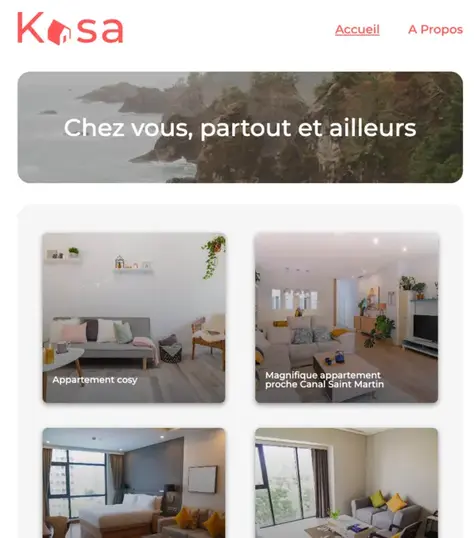 Kasa
Accueil
A Propos
Chez vous, partout et ailleurs
Appartement cosy
Magnifique appartement
proche Canal Saint Martin